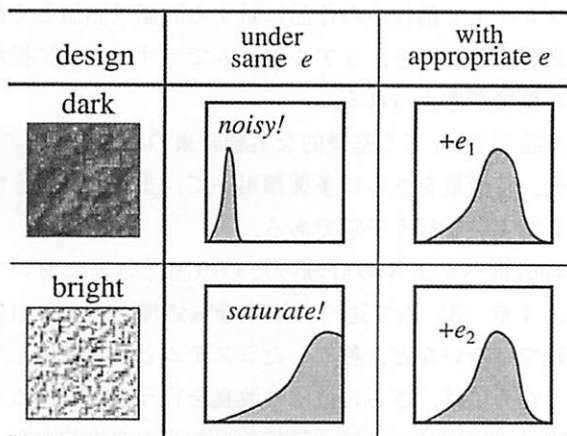 design
under
same e
with
appropriate e
dark
noisy!
+e₁
bright
saturate!
+e₂